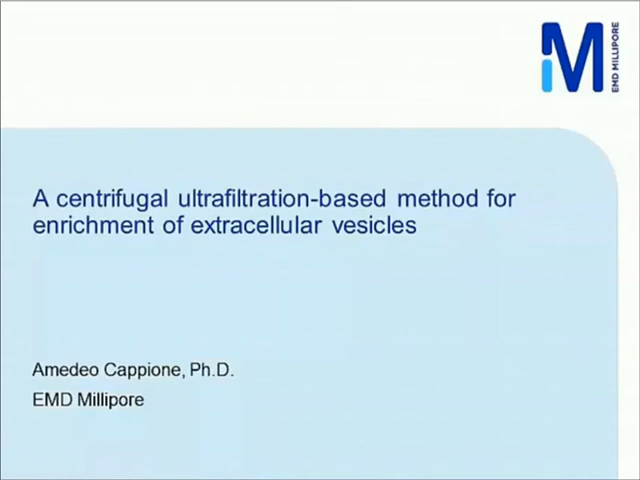 M
EMD MILLIPORE
A centrifugal ultrafiltration-based method for
enrichment of extracellular vesicles
Amedeo Cappione, Ph.D.
EMD Millipore